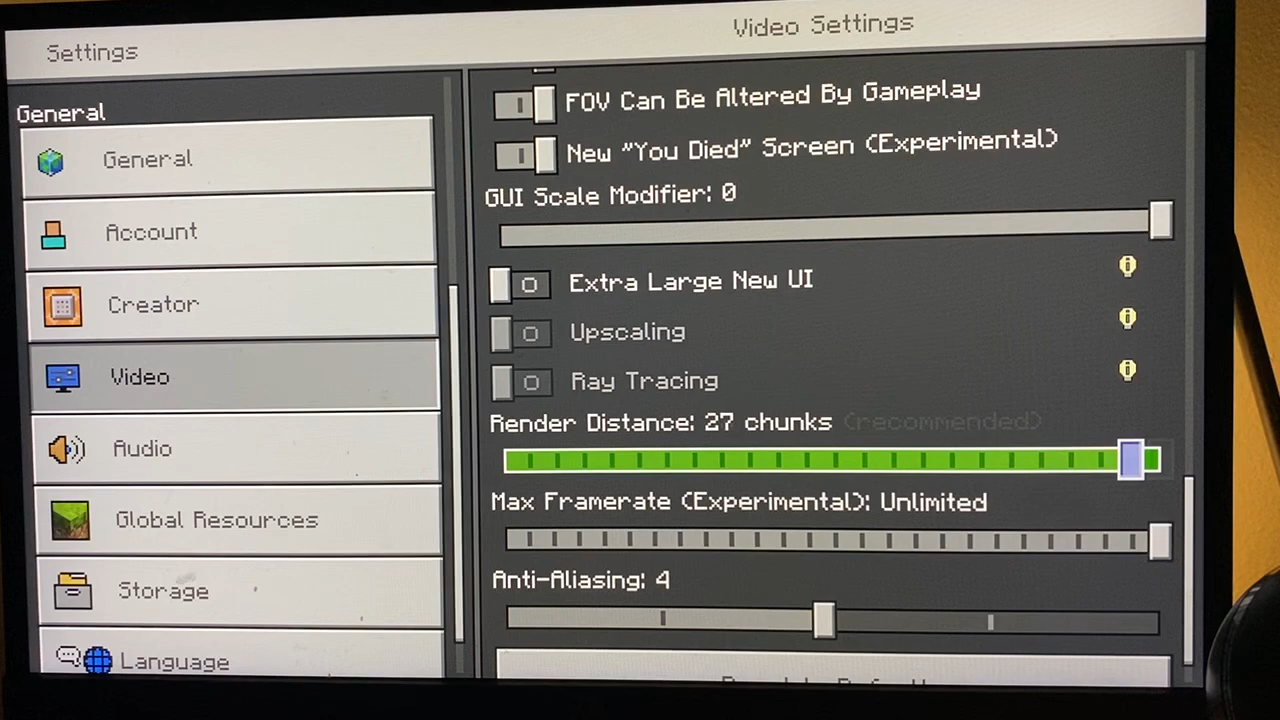 Settings
Video Settings
General
General
Account
Creator
Video
Audio
Global Resources
Storage
Language
FOV Can Be Altered By Gameplay
New "You Died" Screen (Experimental)
GUI Scale Modifier: 0
Extra Large New UI
Upscaling
Ray Tracing
Render Distance: 27 chunks (recommended)
Max Framerate (Experimental): Unlimited
Anti-Aliasing: 4